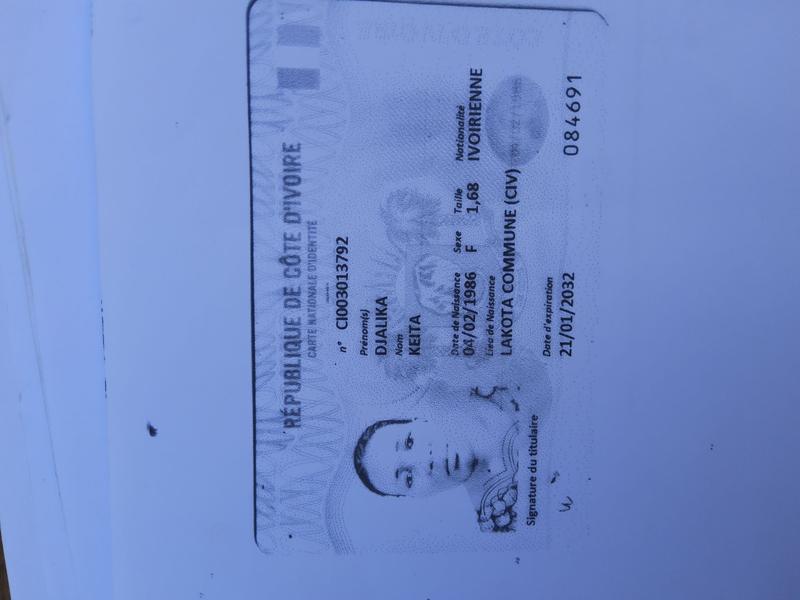 RÉPUBLIQUE DE CÔTE D'IVOIRE
CARTE NATIONALE D'IDENTITÉ
n° CI003013792
Prénom(s)
DJALIKA
Nom
KEITA
Date de Naissance Sexe Taille Nationalité
04/02/1986 F 1,68 IVOIRIENNE
Lieu de Naissance
LAKOTA COMMUNE (CIV)
Date d'expiration
21/01/2032
084691
Signature du titulaire